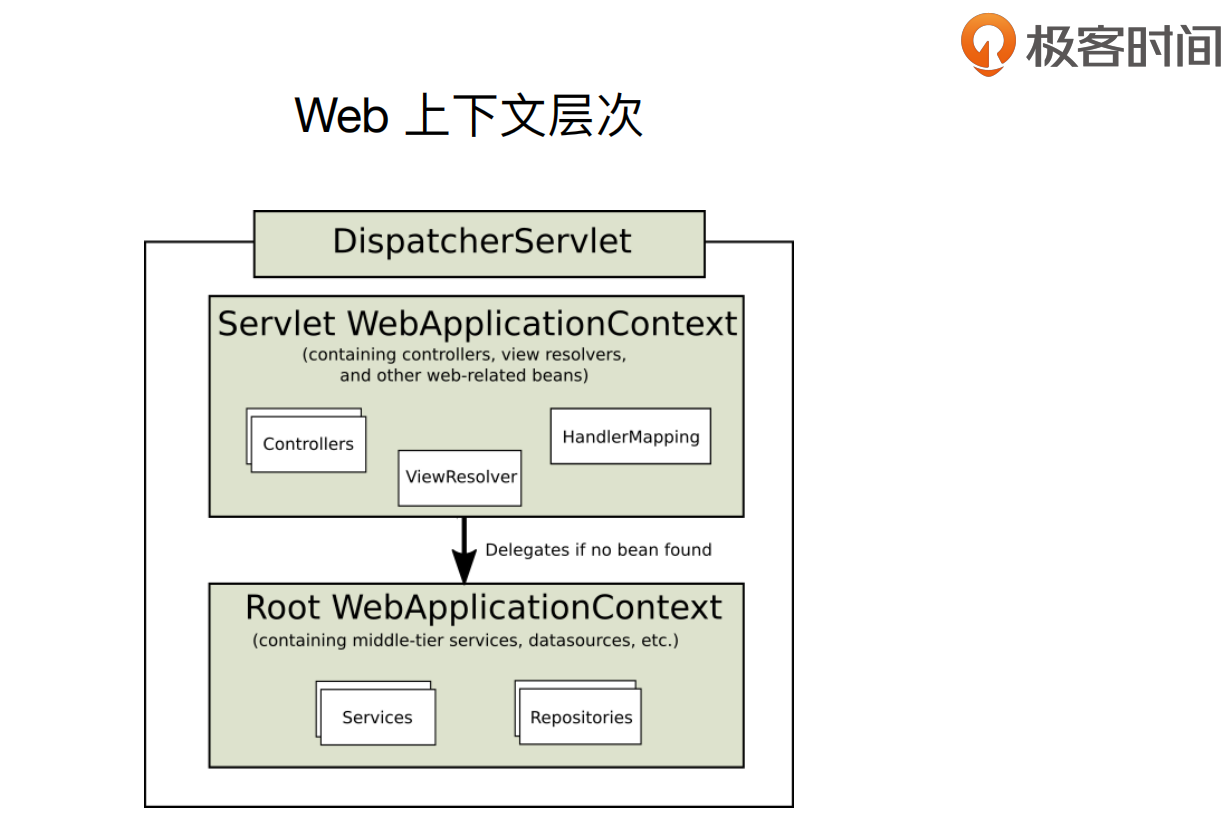 极客时间
Web 上下文层次
DispatcherServlet
Servlet WebApplicationContext
(containing controllers, view resolvers,
and other web-related beans)
Controllers
HandlerMapping
ViewResolver
Delegates if no bean found
Root WebApplicationContext
(containing middle-tier services, datasources, etc.)
Services
Repositories